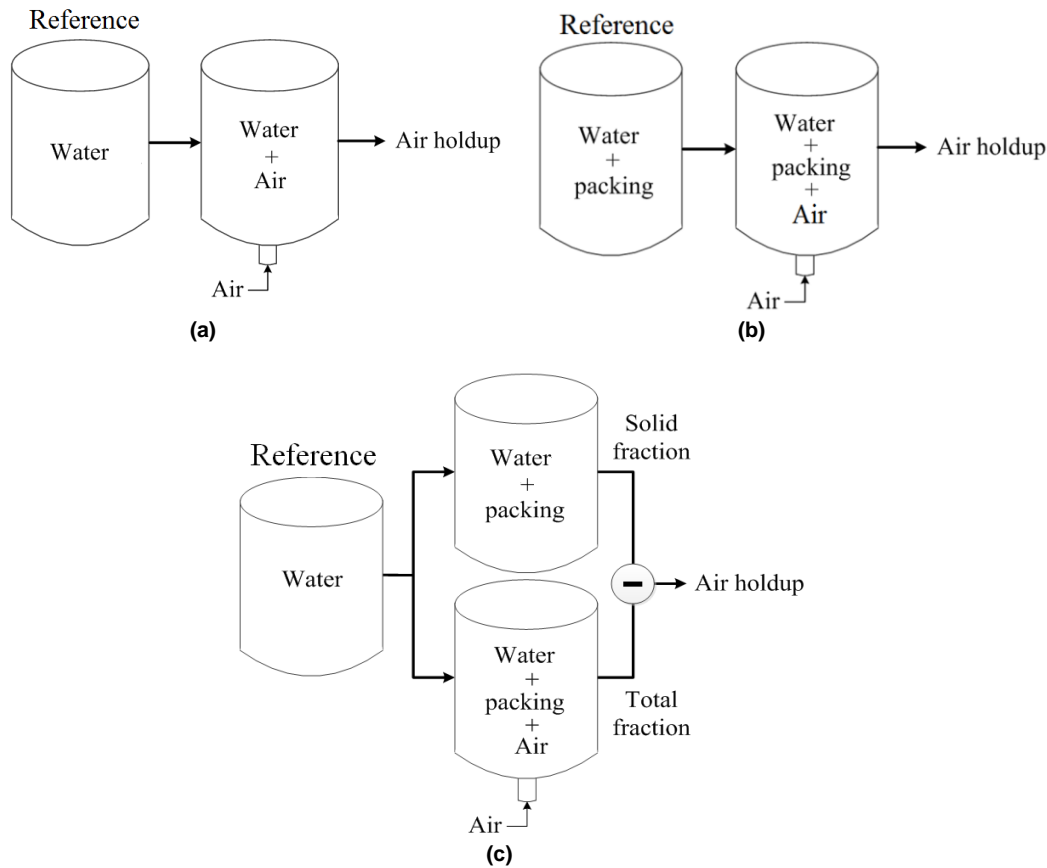 Reference
Water
Water
+
Air
Air holdup
Air
(a)
Reference
Water
+
packing
Water
+
packing
+
Air
Air holdup
Air
(b)
Reference
Water
Water
+
packing
Solid
fraction
Air holdup
Water
+
packing
+
Air
Total
fraction
Air
(c)